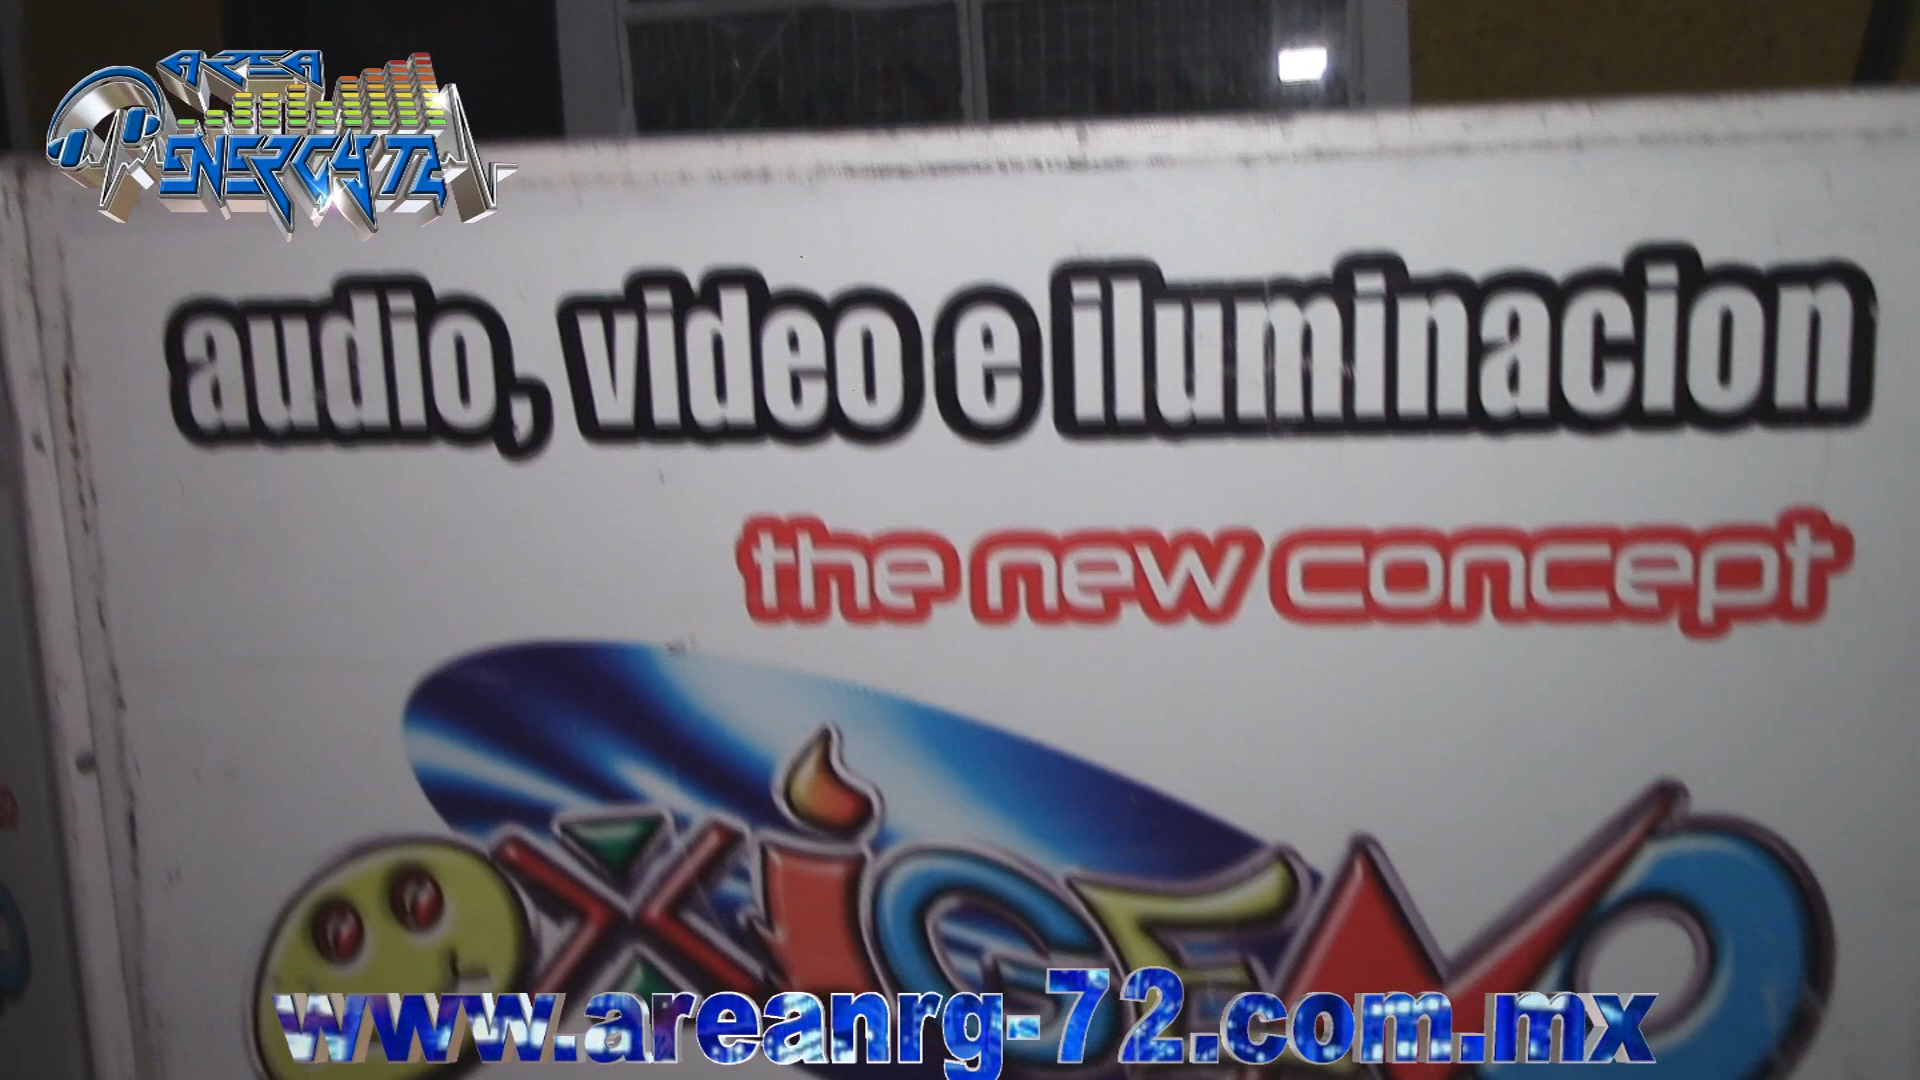 AREA
ENERGY 72
audio, video e iluminacion
the new concept
OXIGENO
www.areanrg-72.com.mx